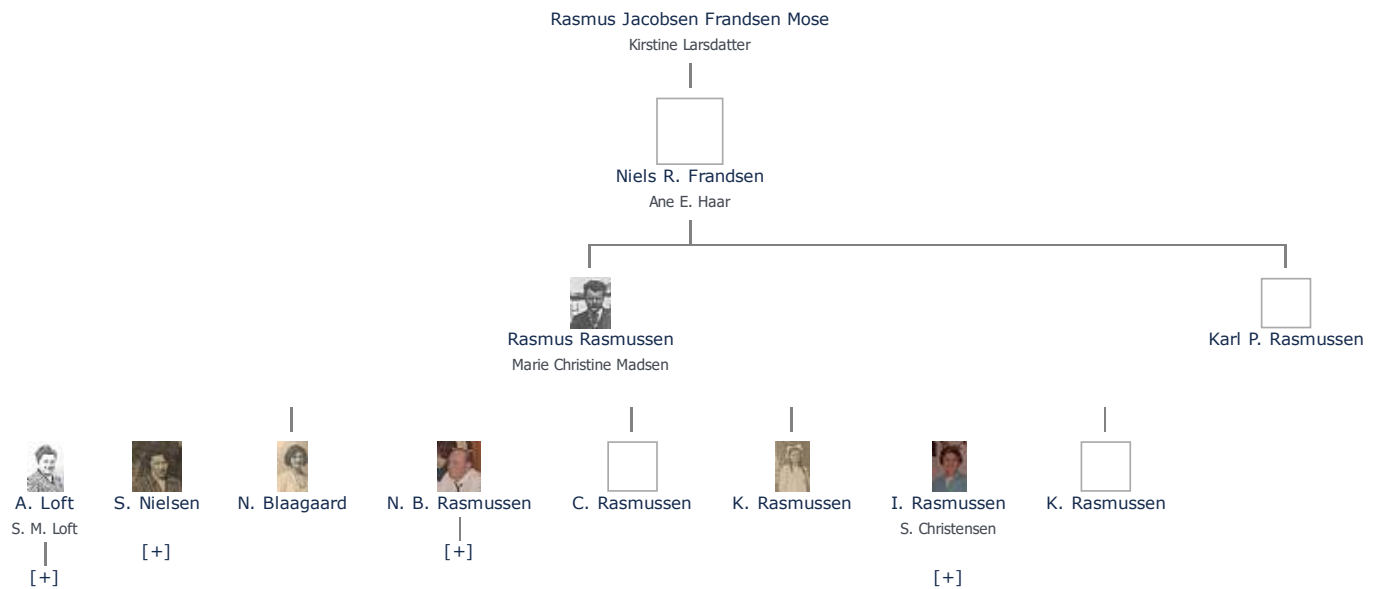 Rasmus Jacobsen Frandsen Mose
Kirstine Larsdatter
Niels R. Frandsen
Ane E. Haar
Rasmus Rasmussen
Marie Christine Madsen
Karl P. Rasmussen
A. Loft
S. M. Loft
[+]
S. Nielsen
[+]
N. Blaagaard
N. B. Rasmussen
[+]
C. Rasmussen
K. Rasmussen
I. Rasmussen
S. Christensen
[+]
K. Rasmussen